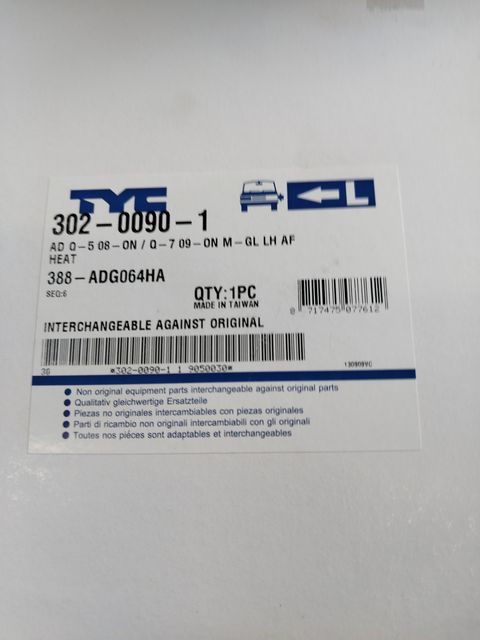 TYC
L
302-0090-1
AD Q-5 08-ON / Q-7 09-ON M-GL LH AF
HEAT
388-ADG064HA
SEQ:6
QTY:1PC
MADE IN TAIWAN
8 717475 077612
INTERCHANGEABLE AGAINST ORIGINAL
3G *302-0090-1 1 9050030* 130909YC
● Non original equipment parts interchangeable against original parts
● Qualitativ gleichwertige Ersatzteile
● Piezas no originales intercambiables con piezas originales
● Parti di ricambio non originali intercambiabili con gli originali
● Toutes nos piéces sont adaptables et interchangeables